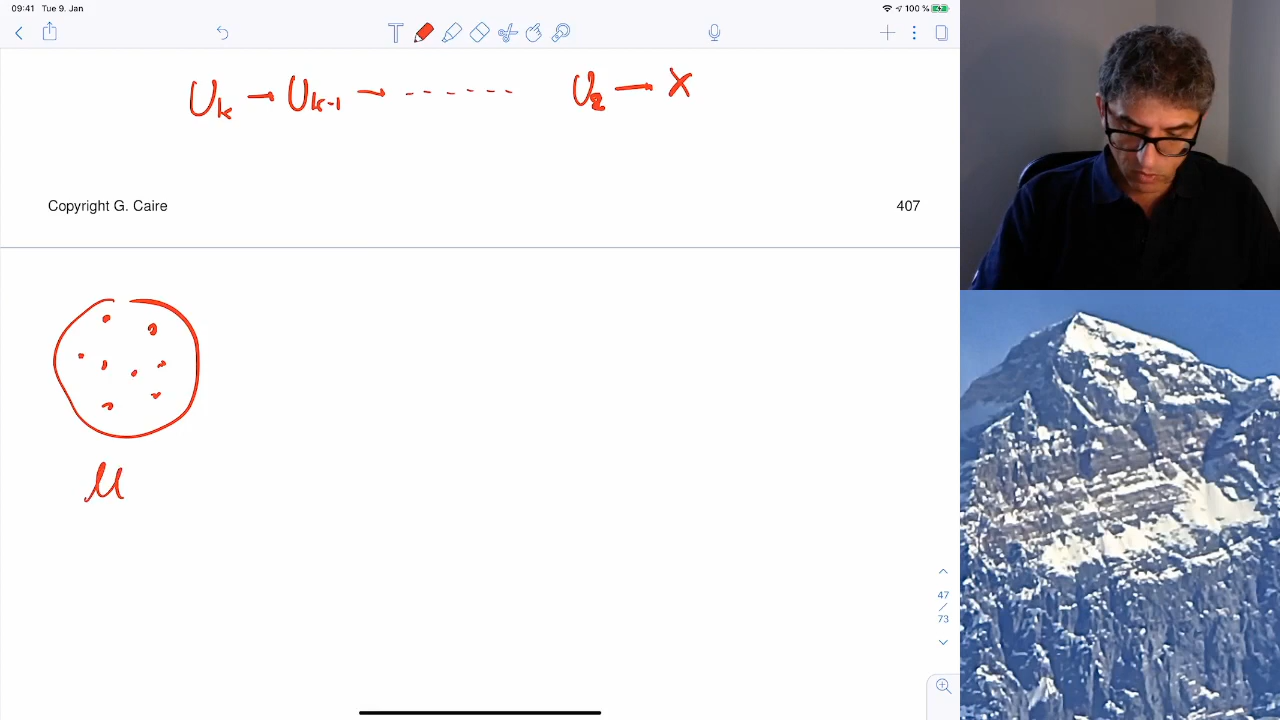 09:41 Tue 9. Jan 100 %
U_k → U_{k-1} → - - - - - - U_2 → X
Copyright G. Caire 407
U
47
/
73